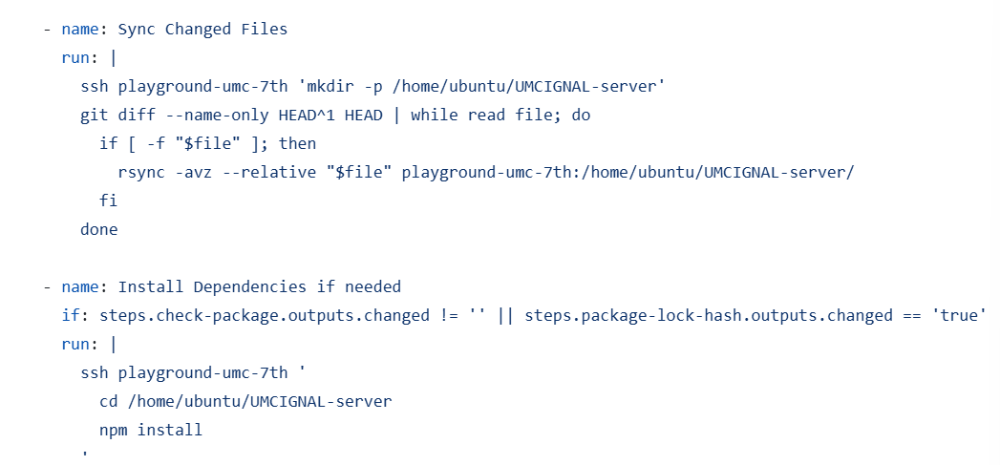 - name: Sync Changed Files
  run: |
    ssh playground-umc-7th 'mkdir -p /home/ubuntu/UMCIGNAL-server'
    git diff --name-only HEAD^1 HEAD | while read file; do
      if [ -f "$file" ]; then
        rsync -avz --relative "$file" playground-umc-7th:/home/ubuntu/UMCIGNAL-server/
      fi
    done

- name: Install Dependencies if needed
  if: steps.check-package.outputs.changed != '' || steps.package-lock-hash.outputs.changed == 'true'
  run: |
    ssh playground-umc-7th '
      cd /home/ubuntu/UMCIGNAL-server
      npm install
    '